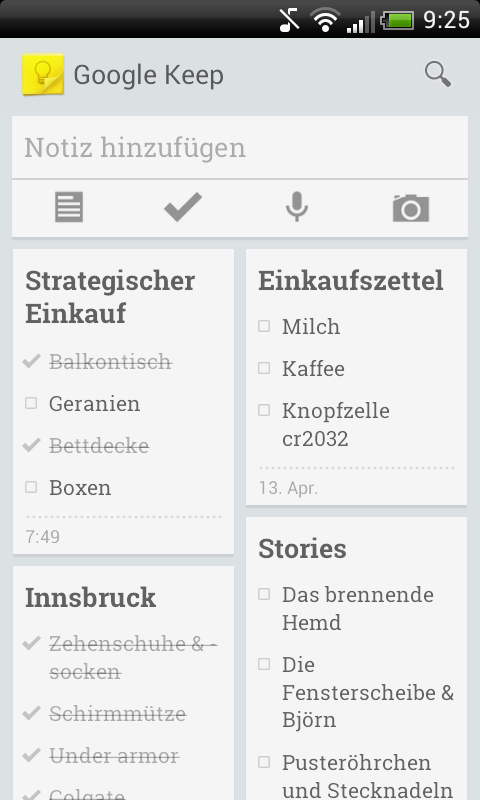 9:25
Google Keep
Notiz hinzufügen
Strategischer
Einkauf
Balkontisch
Geranien
Bettdecke
Boxen
7:49
Innsbruck
Zehenschuhe & -
socken
Schirmmütze
Under armor
Colgate
Einkaufszettel
Milch
Kaffee
Knopfzelle
cr2032
13. Apr.
Stories
Das brennende
Hemd
Die
Fensterscheibe &
Björn
Pusteröhrchen
und Stecknadeln